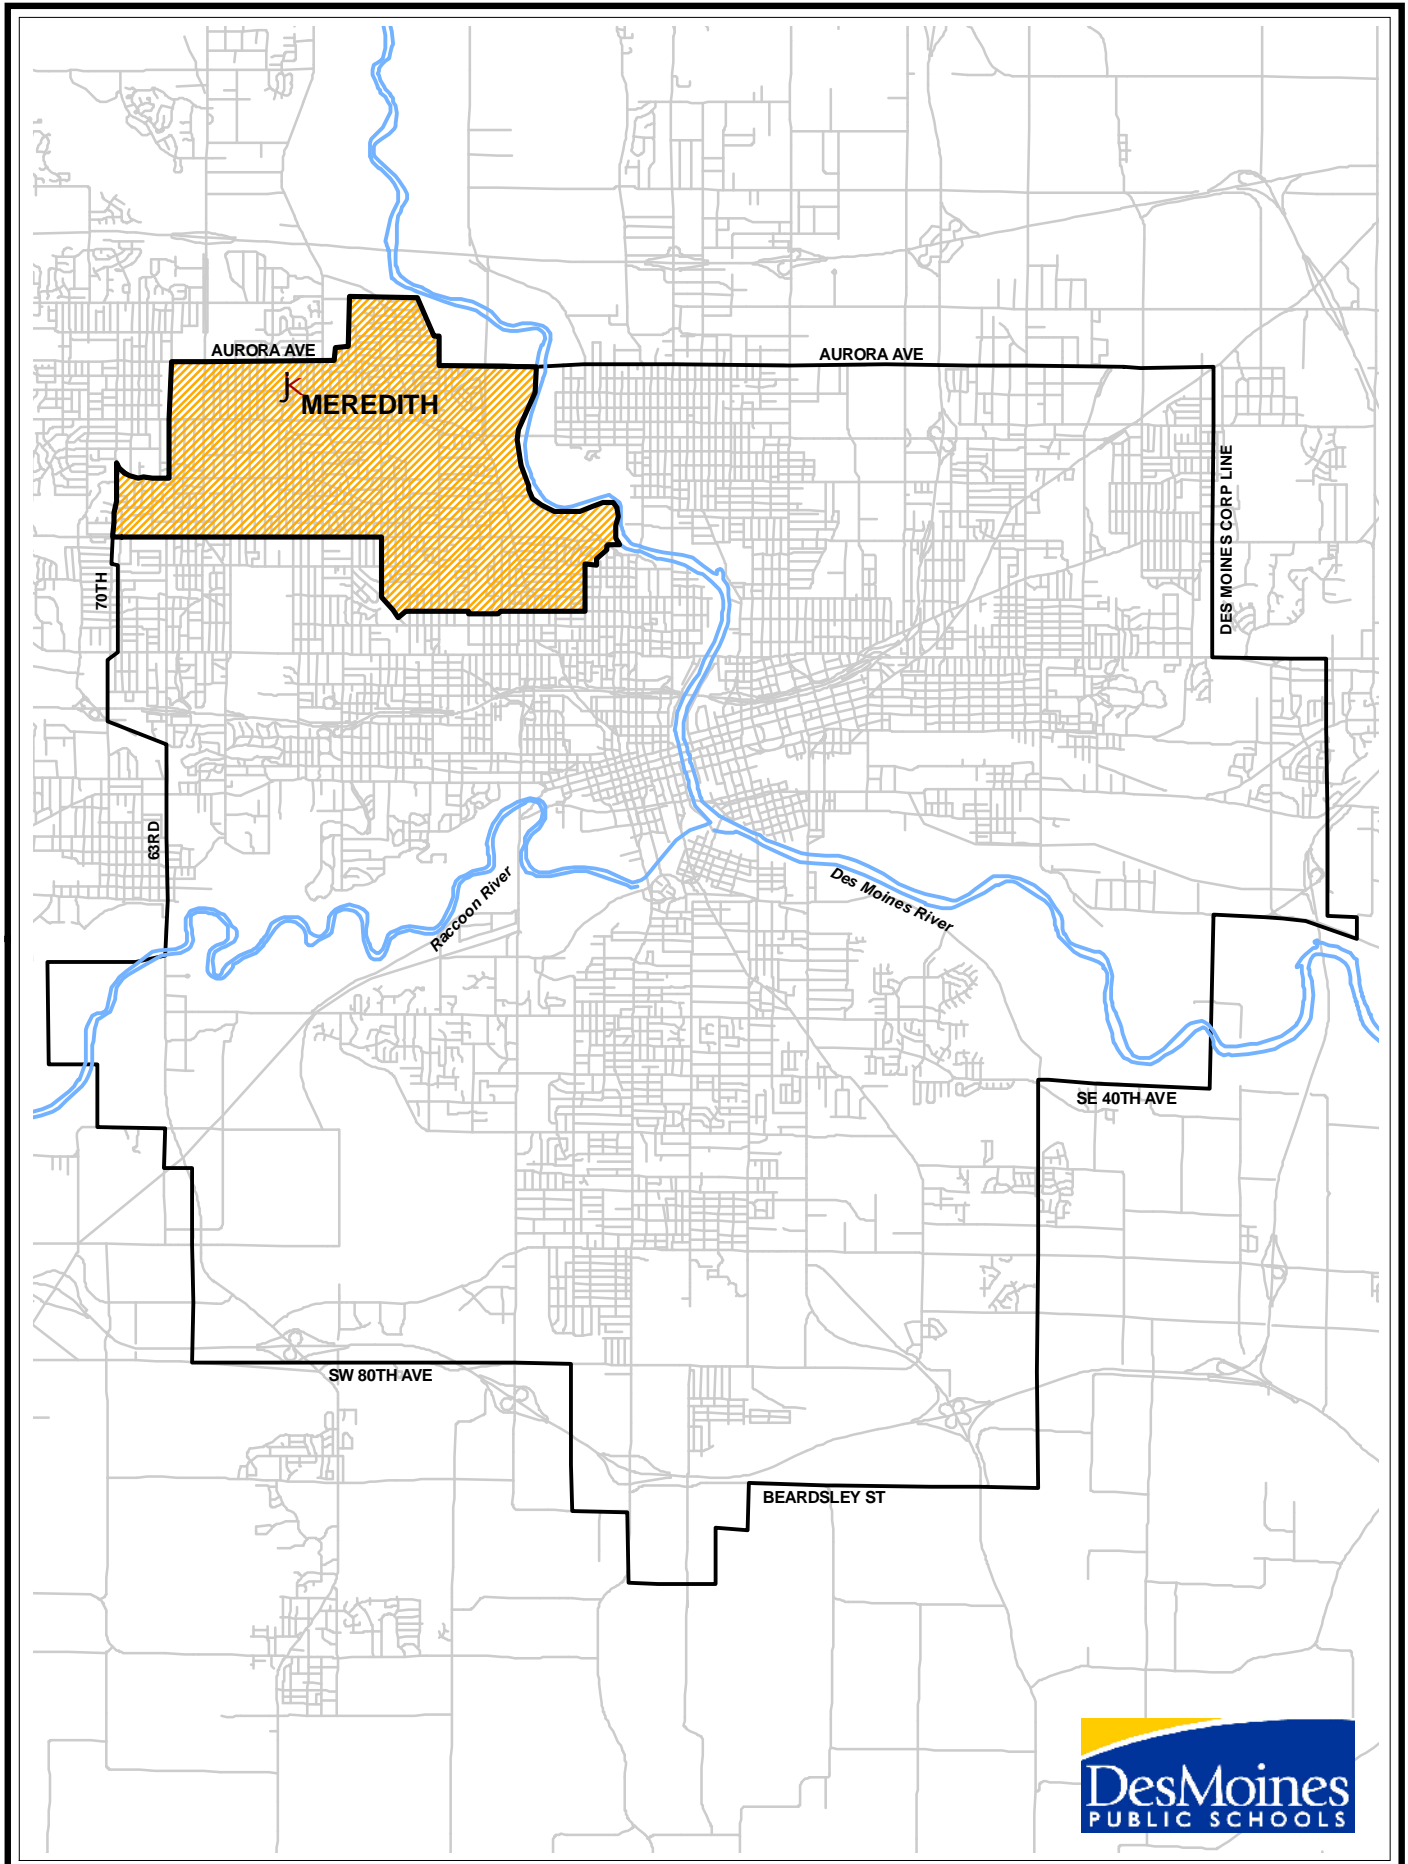 AURORA AVE
AURORA AVE
jk
MEREDITH
DES MOINES CORP LINE
70TH
63RD
Raccoon River
Des Moines River
SE 40TH AVE
SW 80TH AVE
BEARDSLEY ST
DesMoines
PUBLIC SCHOOLS